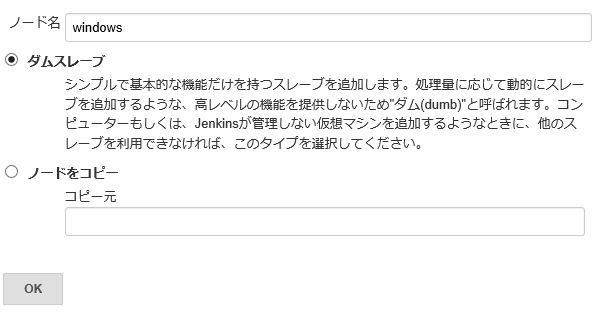 ノード名 windows
ダムスレーブ
シンプルで基本的な機能だけを持つスレーブを追加します。処理量に応じて動的にスレー
ブを追加するような、高レベルの機能を提供しないため"ダム(dumb)"と呼ばれます。コン
ピューターもしくは、Jenkinsが管理しない仮想マシンを追加するようなときに、他のス
レーブを利用できなければ、このタイプを選択してください。
ノードをコピー
コピー元
OK